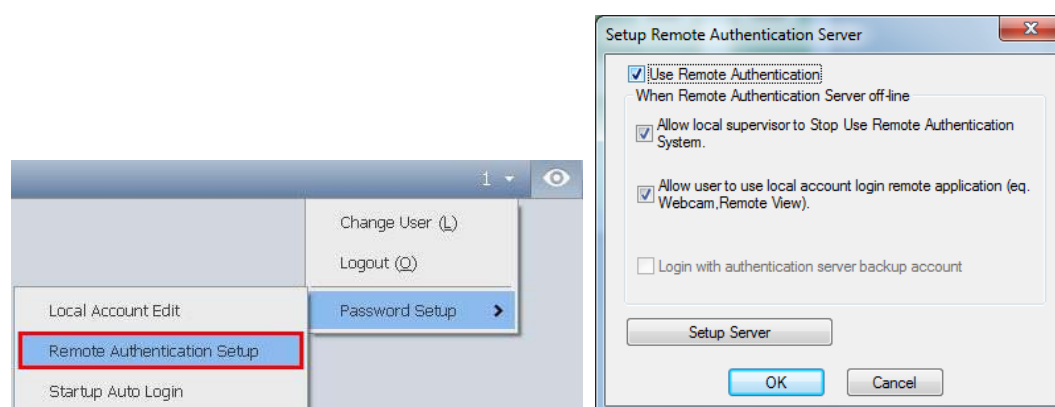 1
Change User (L)
Logout (O)
Password Setup
Local Account Edit
Remote Authentication Setup
Startup Auto Login
Setup Remote Authentication Server
Use Remote Authentication
When Remote Authentication Server off-line
Allow local supervisor to Stop Use Remote Authentication
System.
Allow user to use local account login remote application (eq.
Webcam,Remote View).
Login with authentication server backup account
Setup Server
OK
Cancel